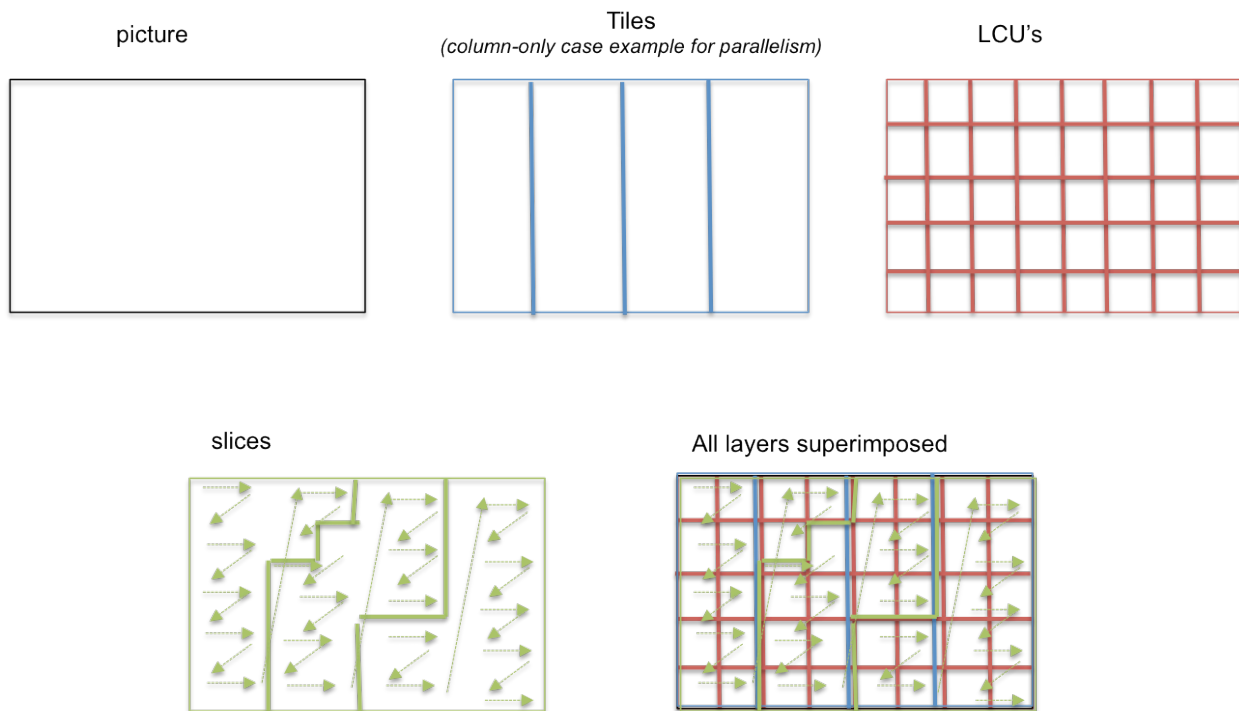 picture
Tiles
(column-only case example for parallelism)
LCU’s
slices
All layers superimposed